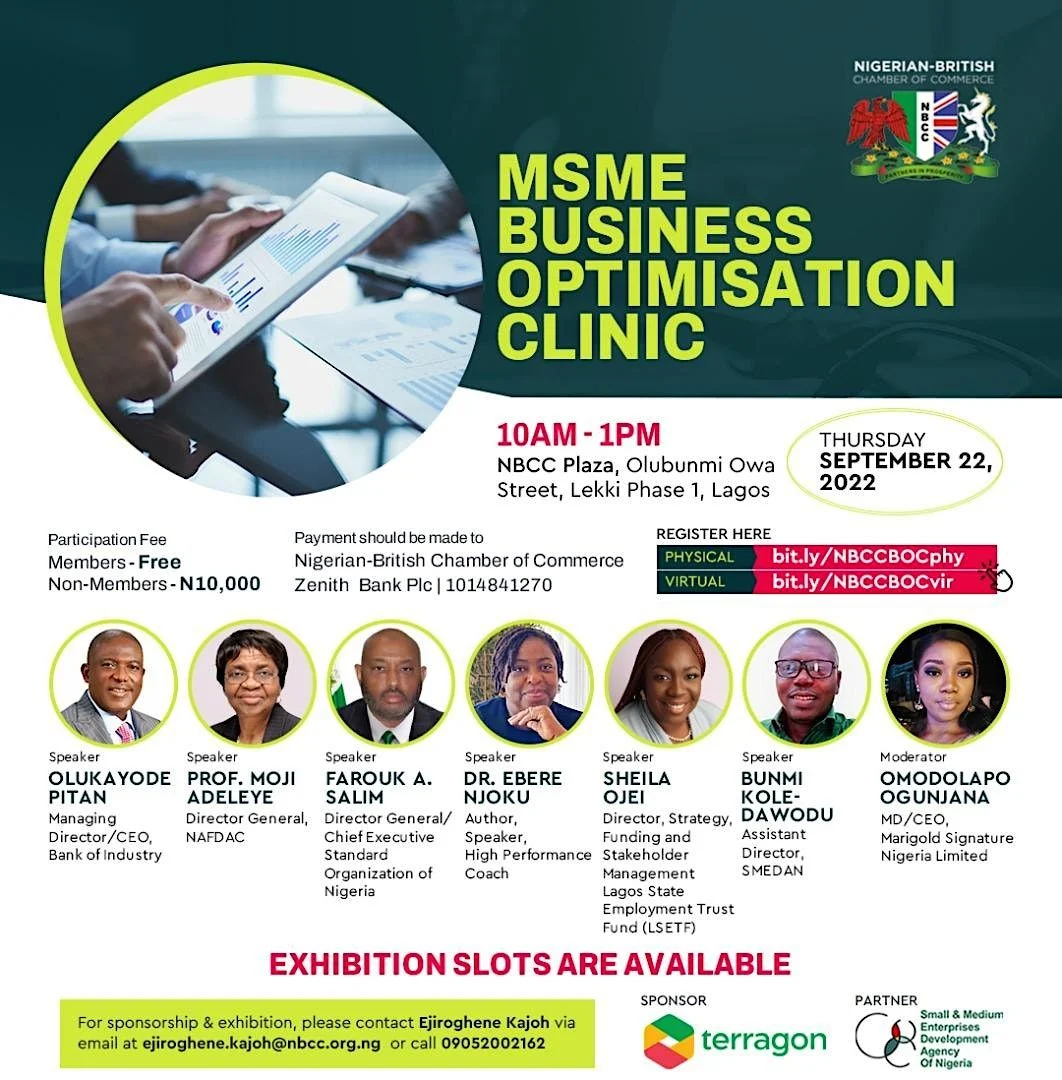 NIGERIAN-BRITISH
CHAMBER OF COMMERCE
NBCC
PARTNERS IN PROSPERITY
MSME
BUSINESS
OPTIMISATION
CLINIC
10AM - 1PM
NBCC Plaza, Olubunmi Owa
Street, Lekki Phase 1, Lagos
THURSDAY
SEPTEMBER 22,
2022
Participation Fee
Members - Free
Non-Members - N10,000
Payment should be made to
Nigerian-British Chamber of Commerce
Zenith Bank Plc | 1014841270
REGISTER HERE
PHYSICAL bit.ly/NBCCBOCphy
VIRTUAL bit.ly/NBCCBOCvir
Speaker
OLUKAYODE
PITAN
Managing
Director/CEO,
Bank of Industry
Speaker
PROF. MOJI
ADELEYE
Director General,
NAFDAC
Speaker
FAROUK A.
SALIM
Director General/
Chief Executive
Standard
Organization of
Nigeria
Speaker
DR. EBERE
NJOKU
Author,
Speaker,
High Performance
Coach
Speaker
SHEILA
OJEI
Director, Strategy,
Funding and
Stakeholder
Management
Lagos State
Employment Trust
Fund (LSETF)
Speaker
BUNMI
KOLE-
DAWODU
Assistant
Director,
SMEDAN
Moderator
OMODOLAPO
OGUNJANA
MD/CEO,
Marigold Signature
Nigeria Limited
EXHIBITION SLOTS ARE AVAILABLE
For sponsorship & exhibition, please contact Ejiroghene Kajoh via
email at ejiroghene.kajoh@nbcc.org.ng or call 09052002162
SPONSOR
terragon
PARTNER
Small & Medium
Enterprises
Development
Agency
Of Nigeria